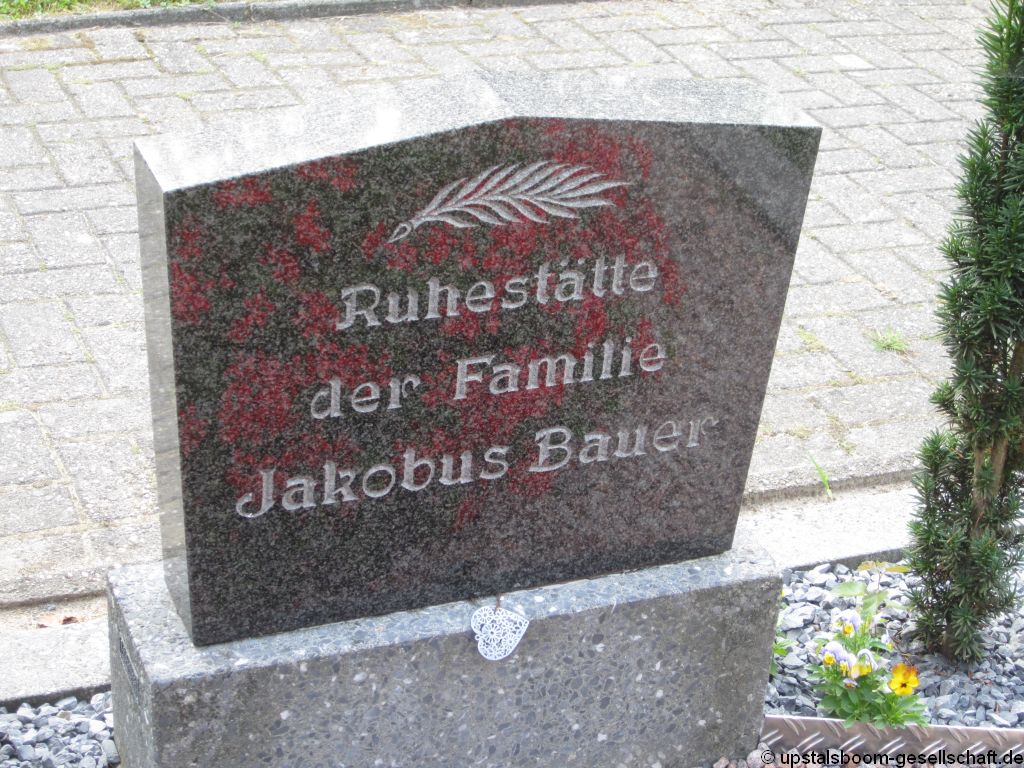 Ruhestätte
der Familie
Jakobus Bauer
© upstalsboom-gesellschaft.de